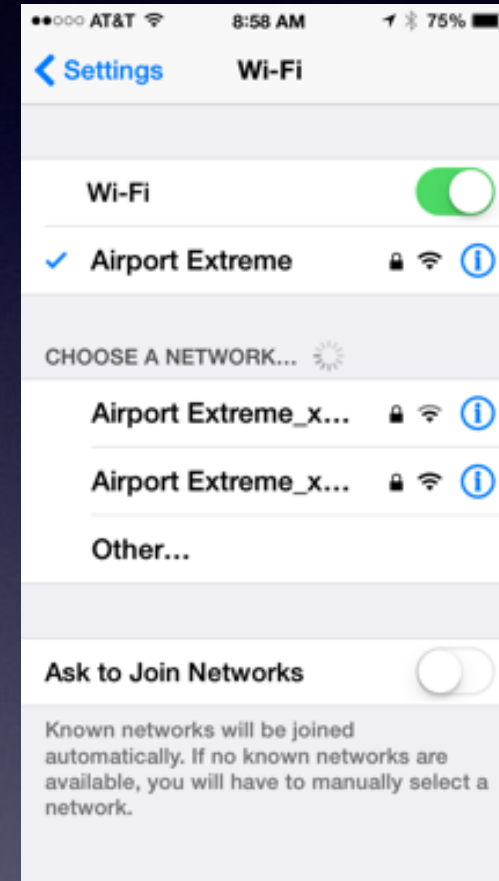 AT&T 8:58 AM 75%
Settings Wi-Fi
Wi-Fi
Airport Extreme
CHOOSE A NETWORK...
Airport Extreme_x...
Airport Extreme_x...
Other...
Ask to Join Networks
Known networks will be joined
automatically. If no known networks are
available, you will have to manually select a
network.